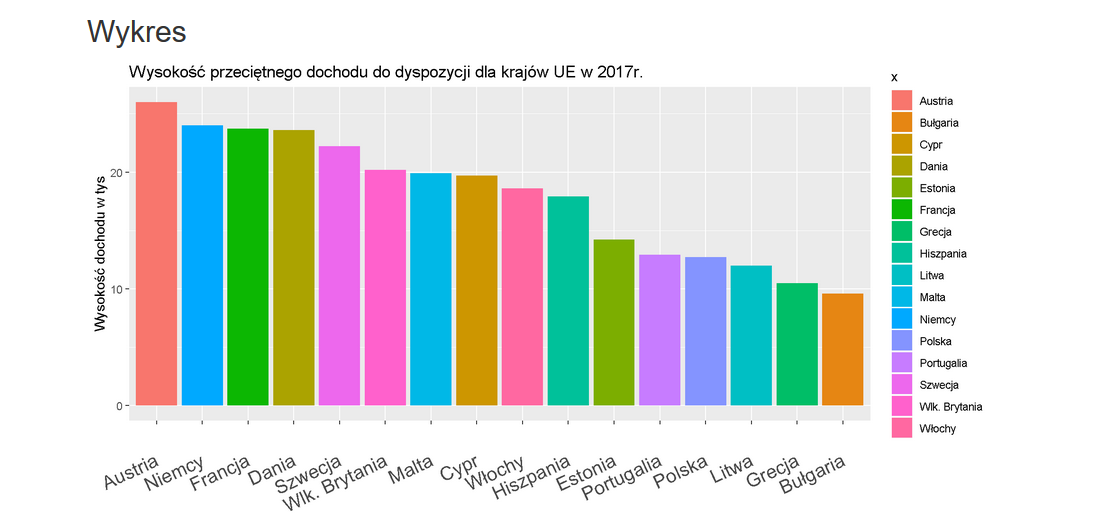 Wykres
Wysokość przeciętnego dochodu do dyspozycji dla krajów UE w 2017r.
Wysokość dochodu w tys
20
10
0
Austria
Niemcy
Francja
Dania
Szwecja
Wlk. Brytania
Malta
Cypr
Włochy
Hiszpania
Estonia
Portugalia
Polska
Litwa
Grecja
Bułgaria
x
Austria
Bułgaria
Cypr
Dania
Estonia
Francja
Grecja
Hiszpania
Litwa
Malta
Niemcy
Polska
Portugalia
Szwecja
Wlk. Brytania
Włochy